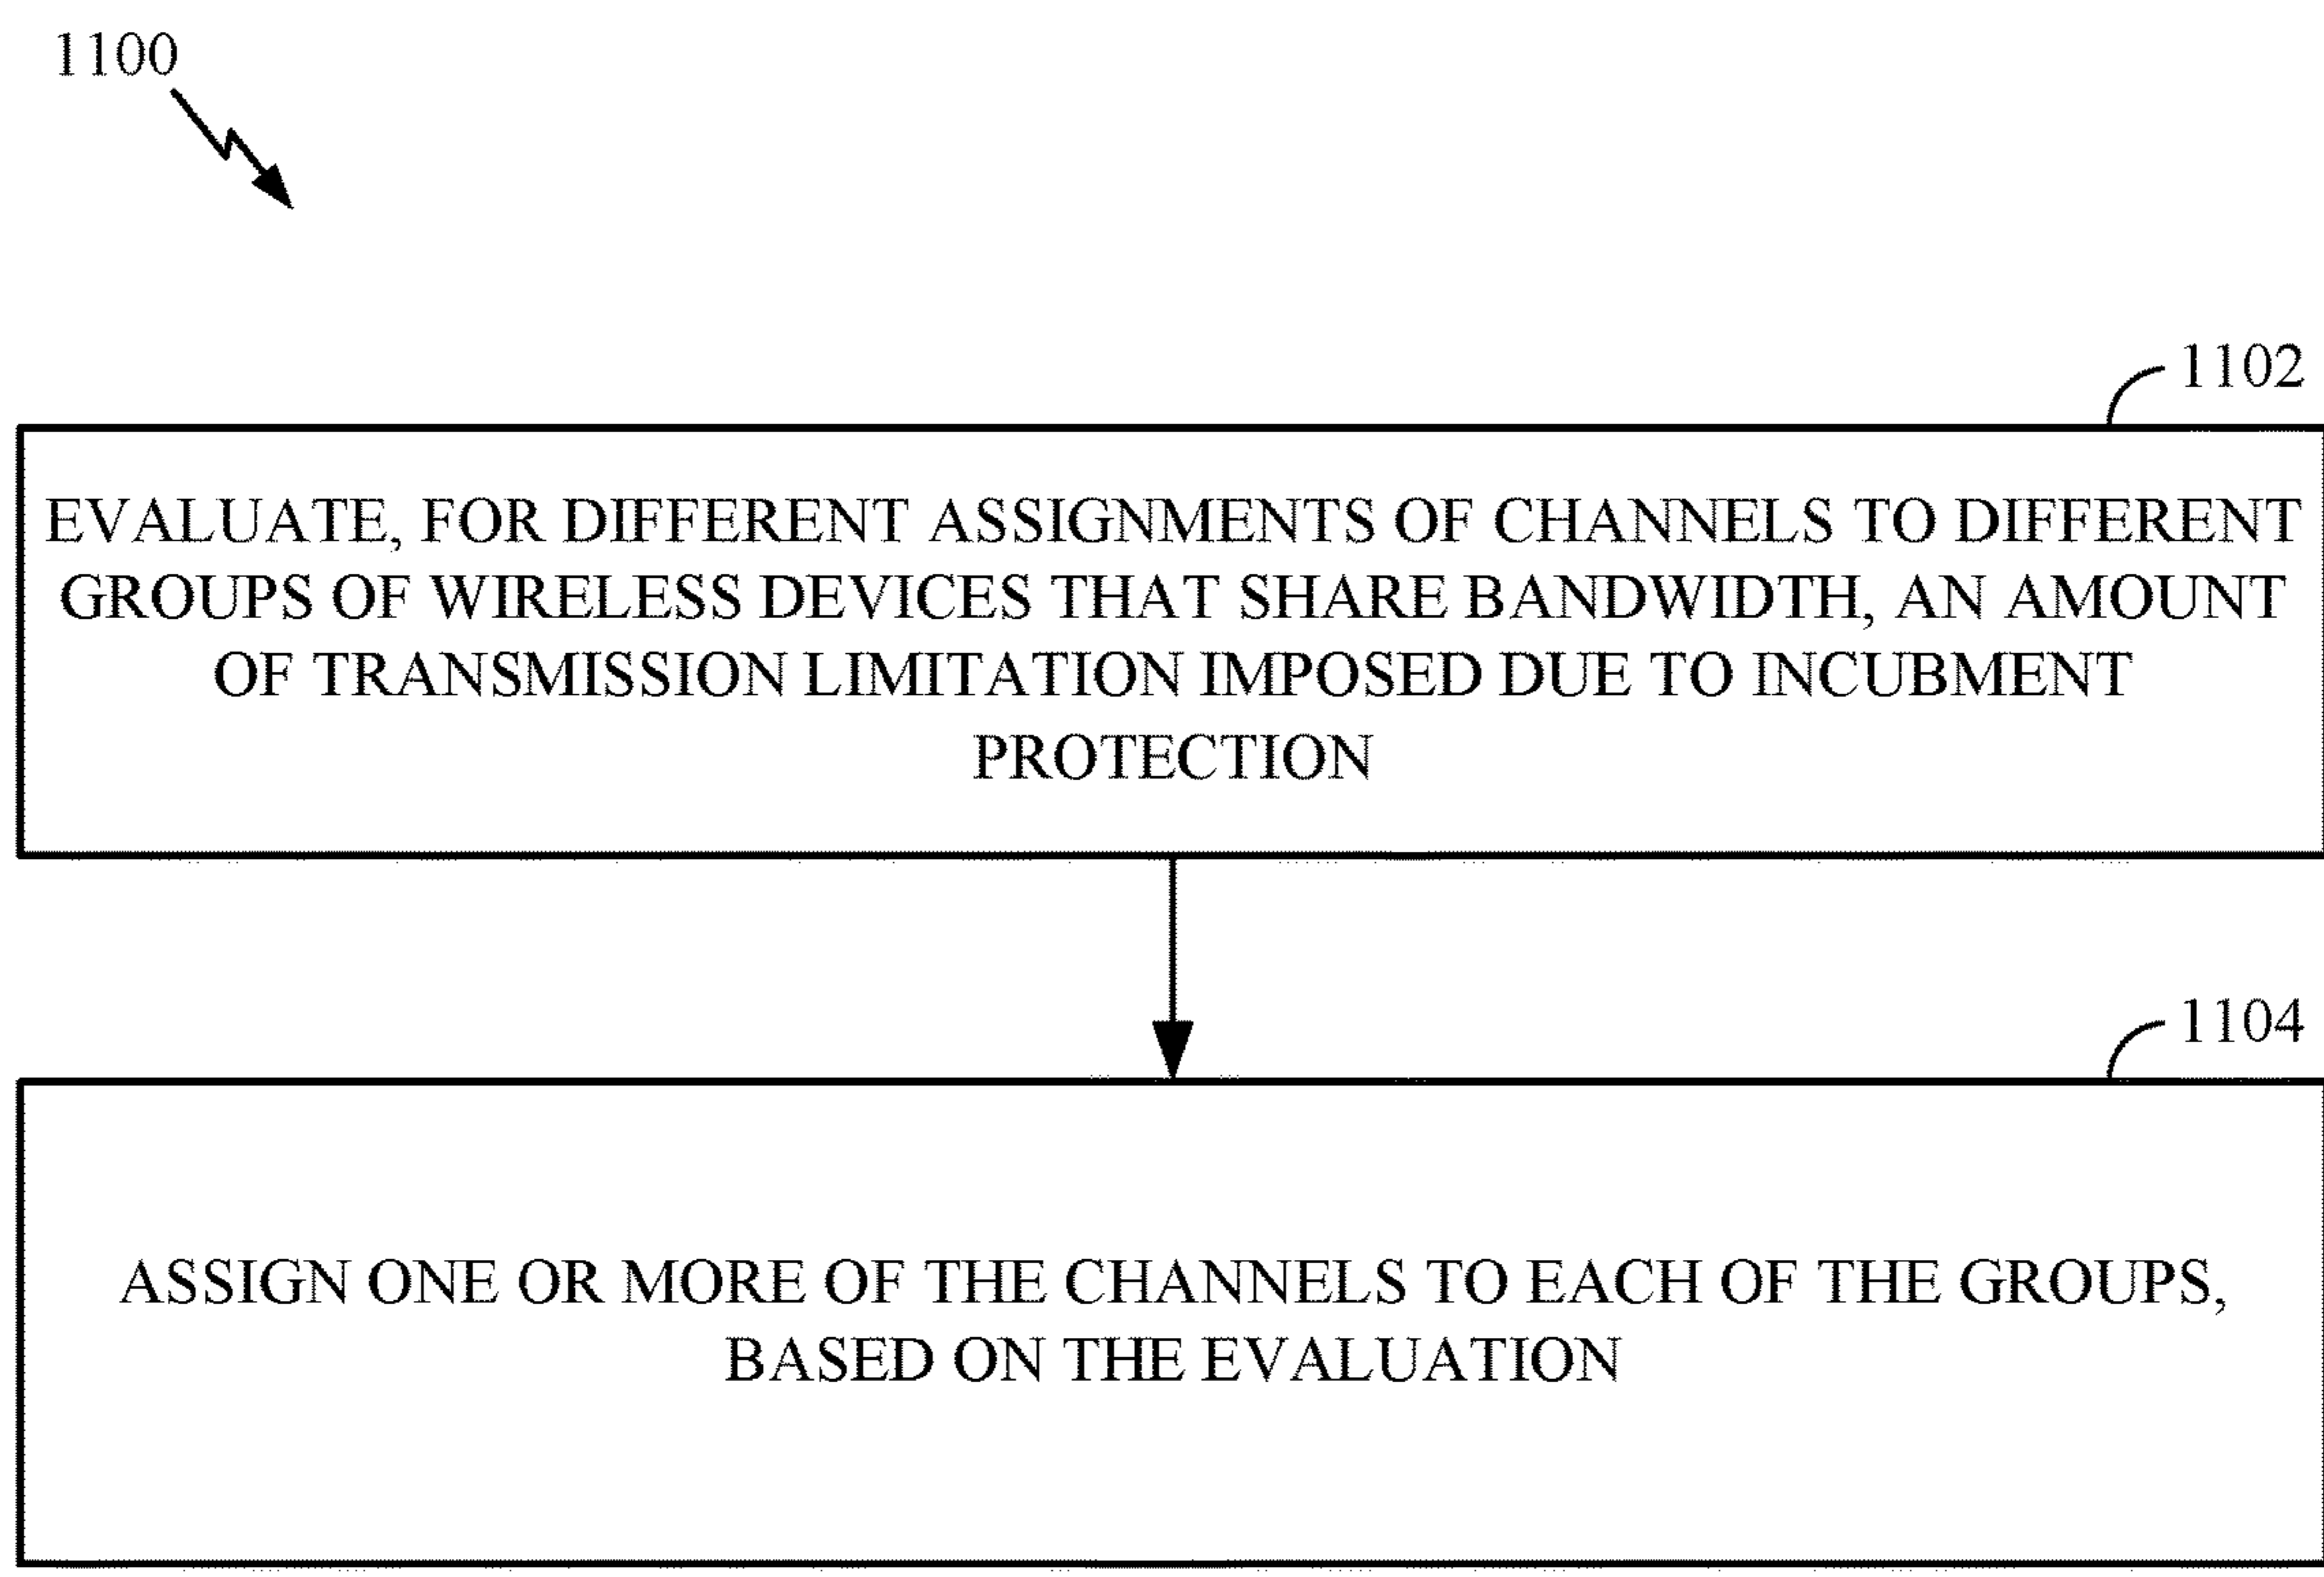 1100
1102
EVALUATE, FOR DIFFERENT ASSIGNMENTS OF CHANNELS TO DIFFERENT
GROUPS OF WIRELESS DEVICES THAT SHARE BANDWIDTH, AN AMOUNT
OF TRANSMISSION LIMITATION IMPOSED DUE TO INCUBMENT
PROTECTION
1104
ASSIGN ONE OR MORE OF THE CHANNELS TO EACH OF THE GROUPS,
BASED ON THE EVALUATION